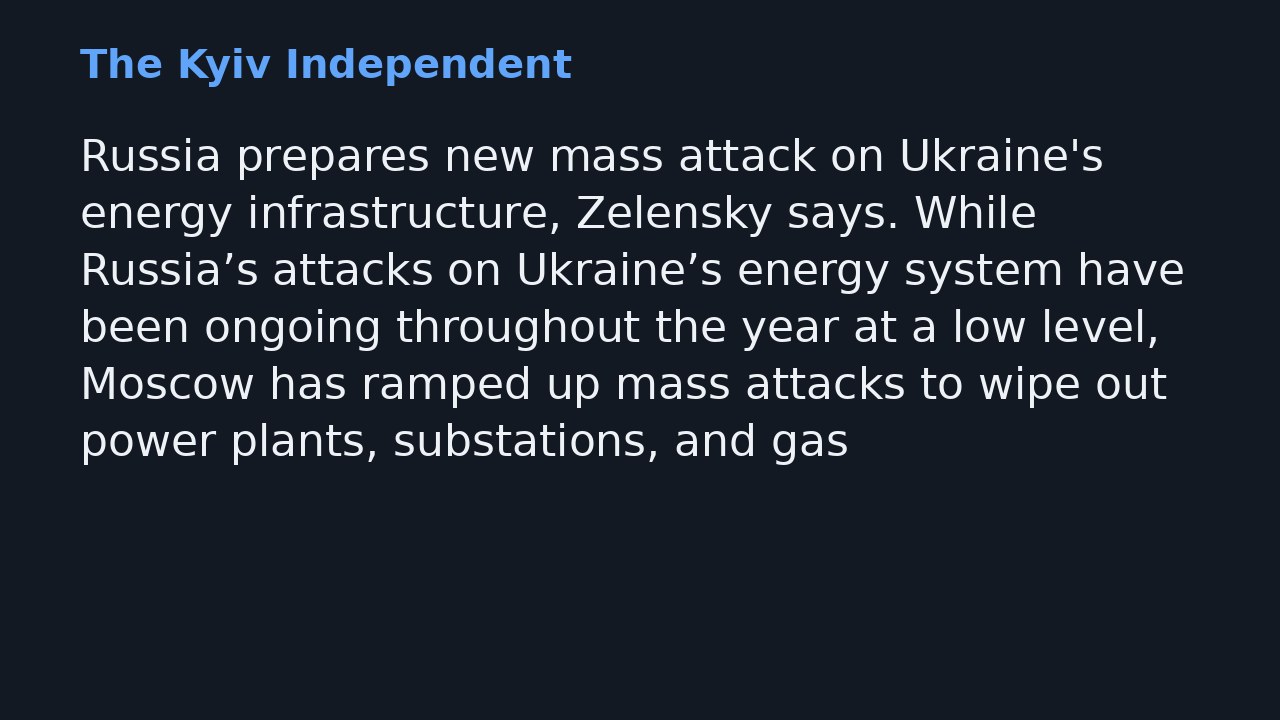 The Kyiv Independent
Russia prepares new mass attack on Ukraine's
energy infrastructure, Zelensky says. While
Russia’s attacks on Ukraine’s energy system have
been ongoing throughout the year at a low level,
Moscow has ramped up mass attacks to wipe out
power plants, substations, and gas